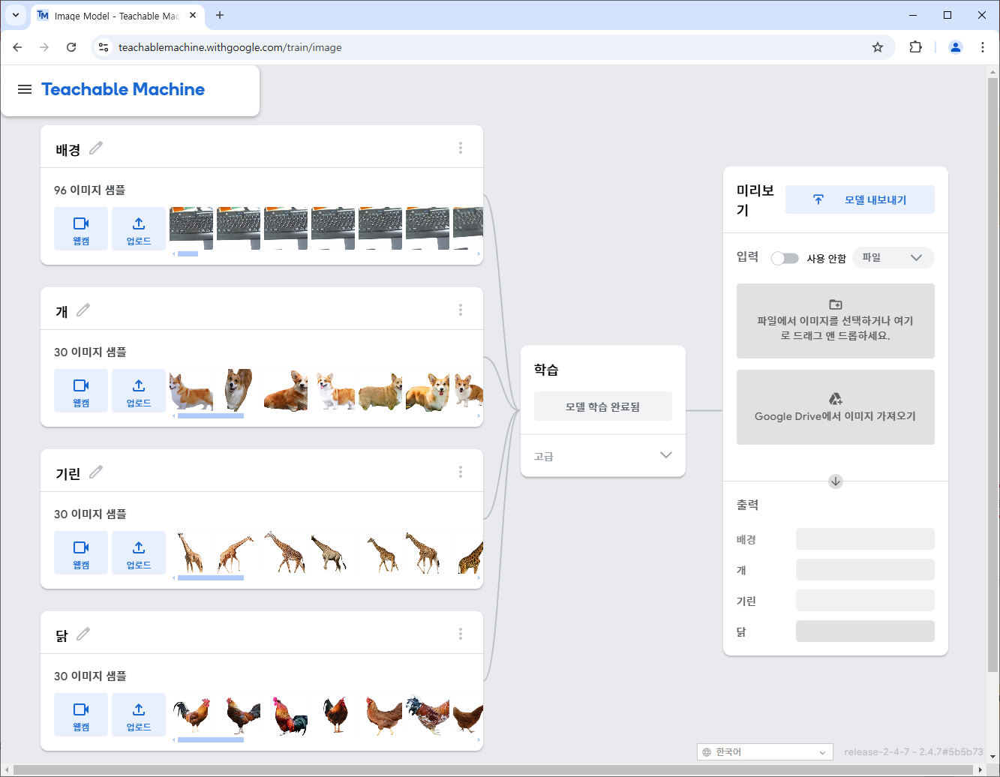 Image Model - Teachable Mac
teachablemachine.withgoogle.com/train/image
Teachable Machine
배경
96 이미지 샘플
웹캠
업로드
개
30 이미지 샘플
웹캠
업로드
기린
30 이미지 샘플
웹캠
업로드
닭
30 이미지 샘플
웹캠
업로드
학습
모델 학습 완료됨
고급
미리보
기
모델 내보내기
입력
사용 안함
파일
파일에서 이미지를 선택하거나 여기
로 드래그 앤 드롭하세요.
Google Drive에서 이미지 가져오기
출력
배경
개
기린
닭
한국어
release-2-4-7 - 2.4.7#5b5b73